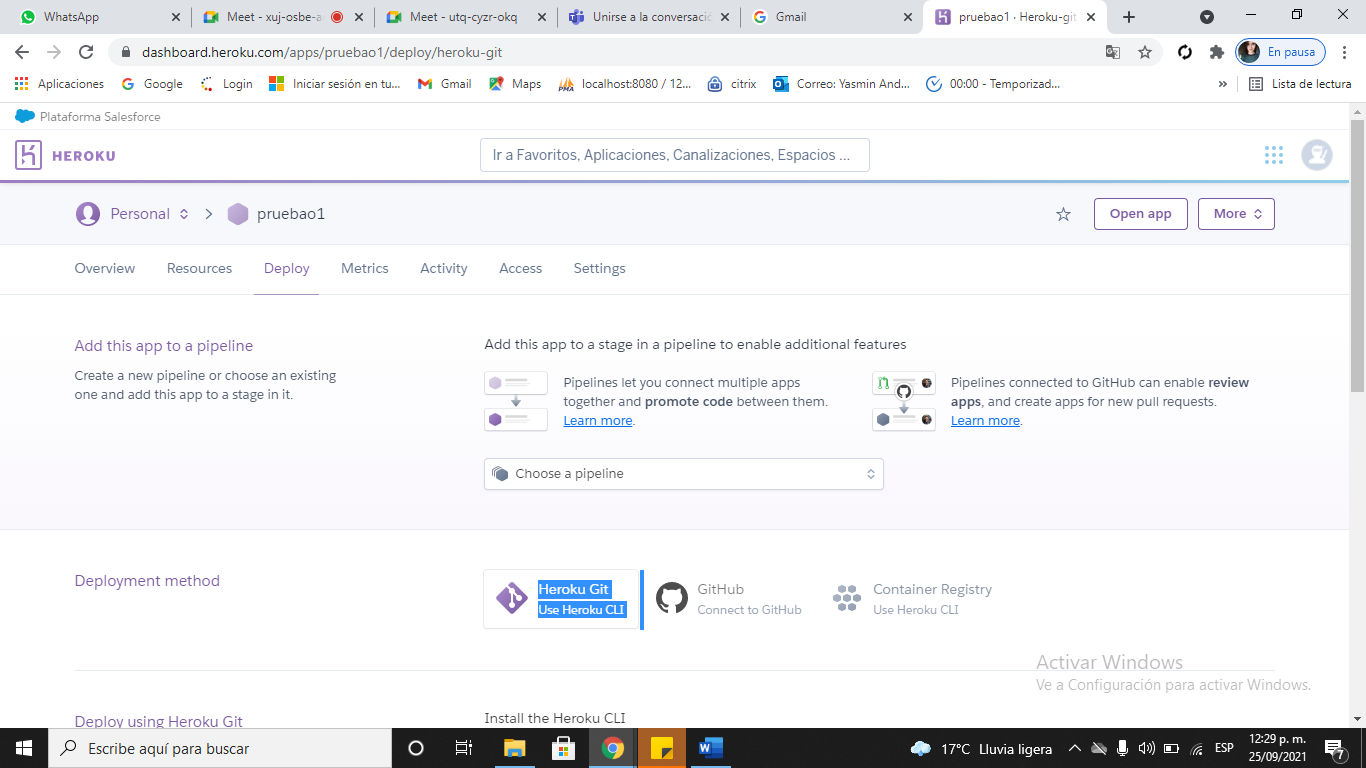 WhatsApp
Meet - xuj-osbe-a
Meet - utq-cyzr-okq
Unirse a la conversació
Gmail
pruebao1 · Heroku-git
dashboard.heroku.com/apps/pruebao1/deploy/heroku-git
En pausa
Aplicaciones
Google
Login
Iniciar sesión en tu...
Gmail
Maps
PMA
localhost:8080 / 12...
citrix
Correo: Yasmin And...
00:00 - Temporizad...
»
Lista de lectura
Plataforma Salesforce
HEROKU
Ir a Favoritos, Aplicaciones, Canalizaciones, Espacios ...
Personal
pruebao1
Open app
More
Overview
Resources
Deploy
Metrics
Activity
Access
Settings
Add this app to a pipeline
Create a new pipeline or choose an existing
one and add this app to a stage in it.
Add this app to a stage in a pipeline to enable additional features
Pipelines let you connect multiple apps
together and promote code between them.
Learn more.
Pipelines connected to GitHub can enable review
apps, and create apps for new pull requests.
Learn more.
Choose a pipeline
Deployment method
Heroku Git
Use Heroku CLI
GitHub
Connect to GitHub
Container Registry
Use Heroku CLI
Activar Windows
Ve a Configuración para activar Windows.
Deploy using Heroku Git
Install the Heroku CLI
Escribe aquí para buscar
17°C Lluvia ligera
ESP
12:29 p. m.
25/09/2021
7